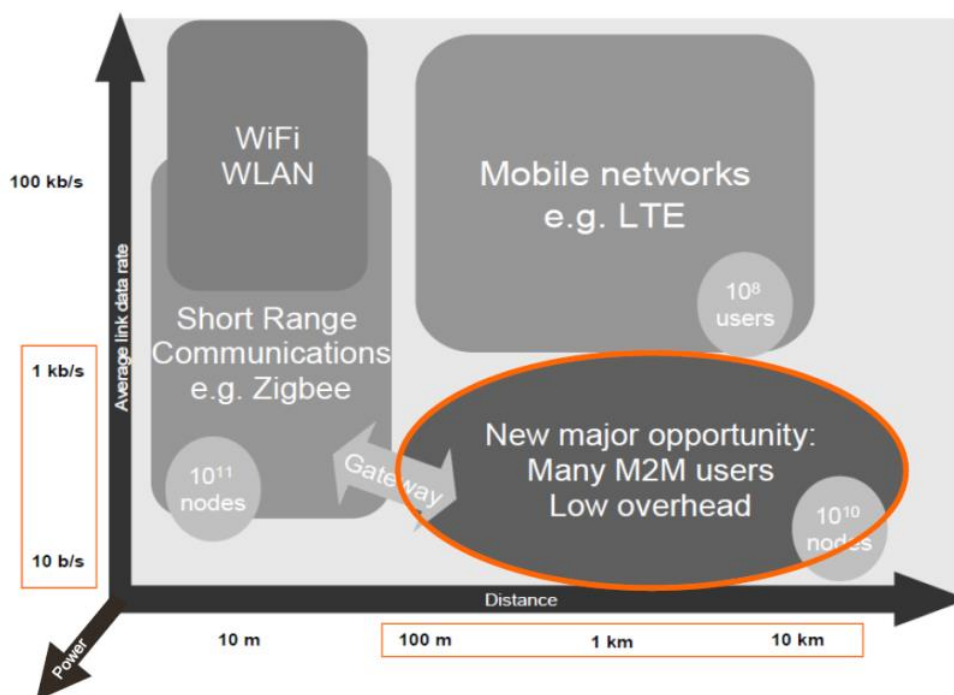 WiFi
WLAN
Mobile networks
e.g. LTE
100 kb/s
10⁸
users
Short Range
Communications
e.g. Zigbee
Average link data rate
1 kb/s
New major opportunity:
Many M2M users
Low overhead
Gateway
10¹¹
nodes
10¹⁰
nodes
10 b/s
Distance
Power
10 m
100 m
1 km
10 km